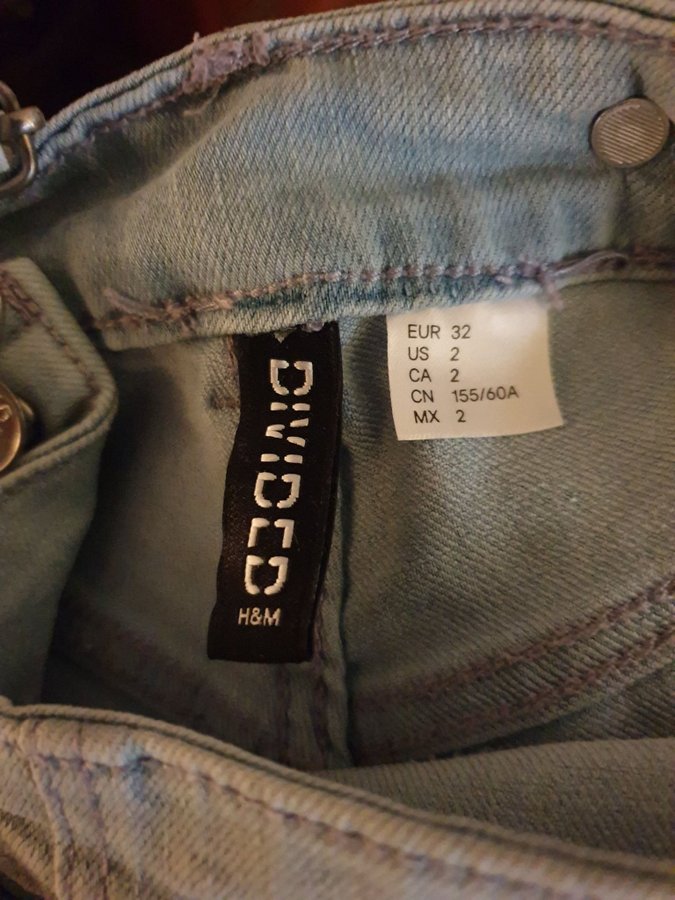 DIVIDED
H&M
EUR 32
US 2
CA 2
CN 155/60A
MX 2